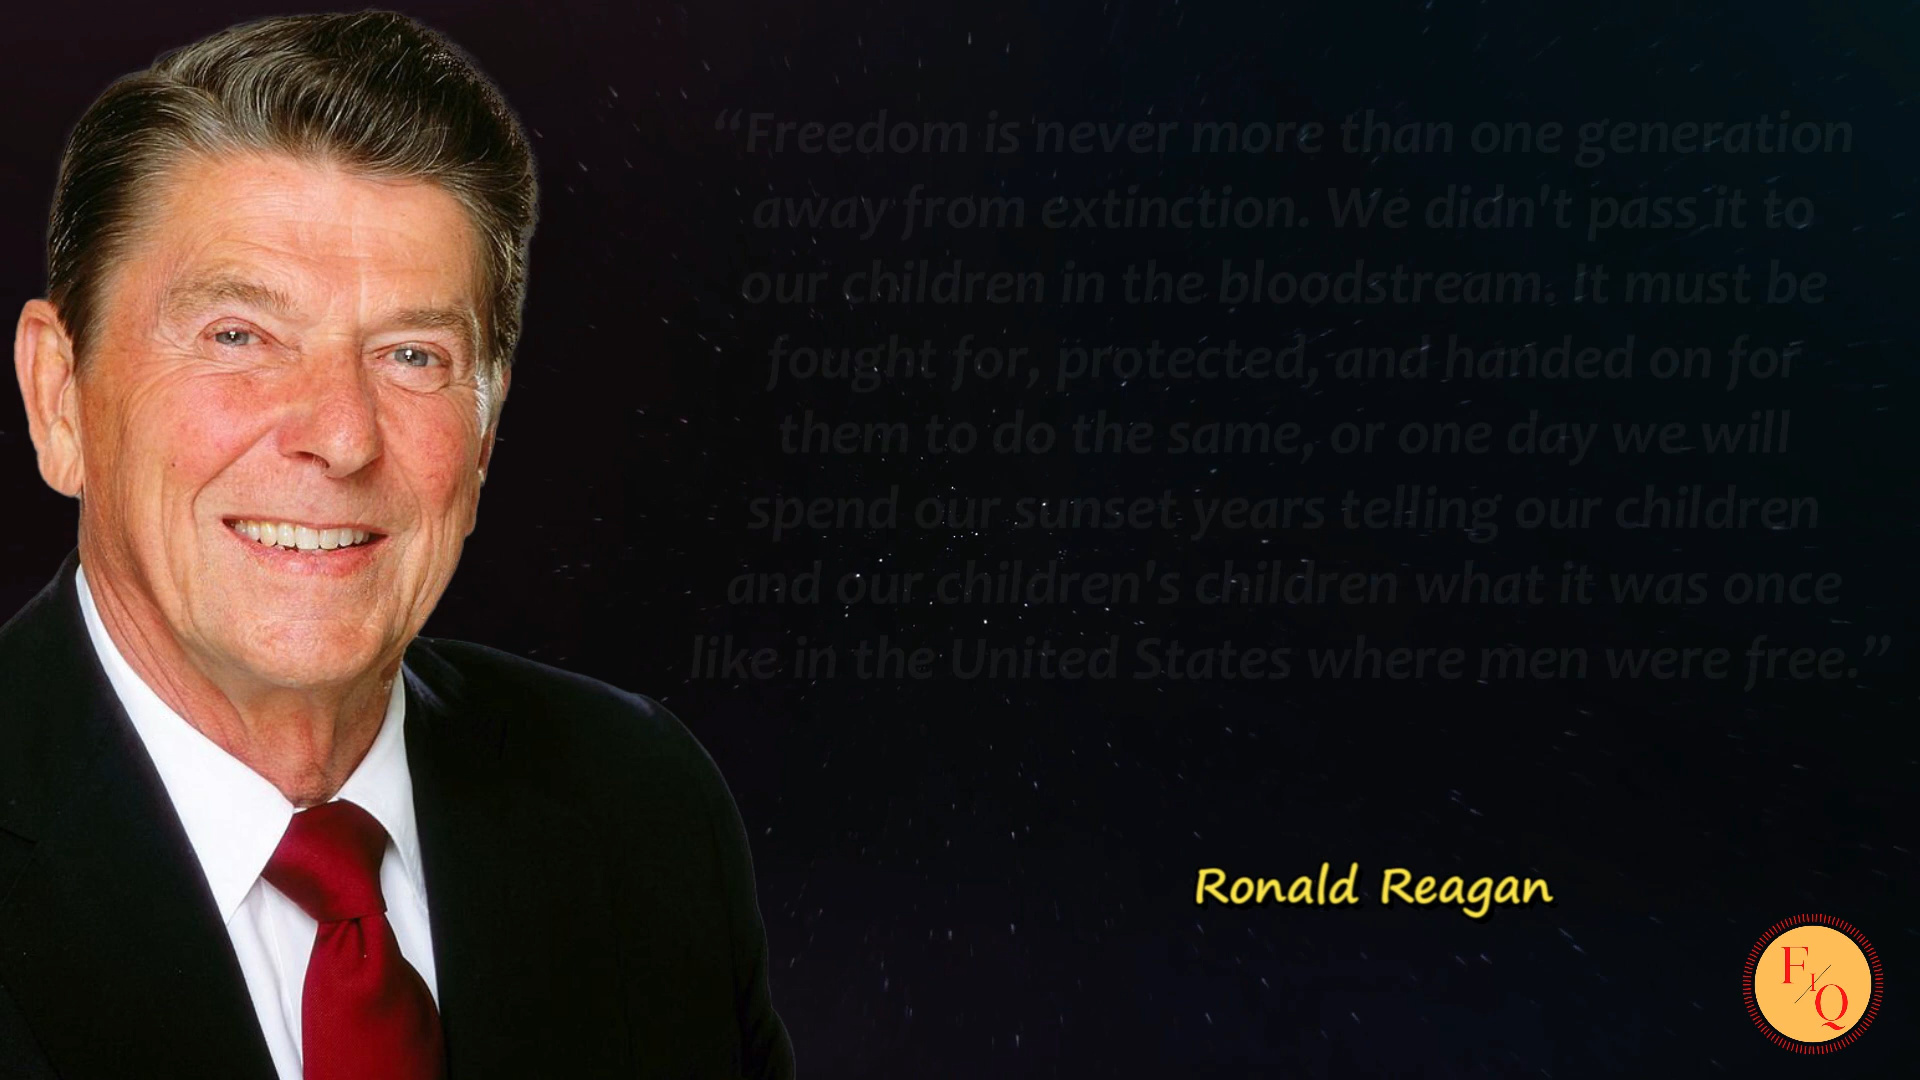 “Freedom is never more than one generation
away from extinction. We didn't pass it to
our children in the bloodstream. It must be
fought for, protected, and handed on for
them to do the same, or one day we will
spend our sunset years telling our children
and our children's children what it was once
like in the United States where men were free.”
Ronald Reagan
F I Q